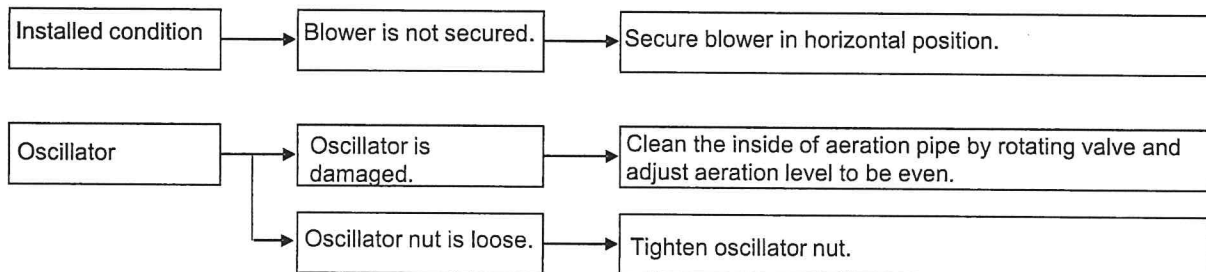 Installed condition
Blower is not secured.
Secure blower in horizontal position.
Oscillator
Oscillator is
damaged.
Clean the inside of aeration pipe by rotating valve and
adjust aeration level to be even.
Oscillator nut is loose.
Tighten oscillator nut.